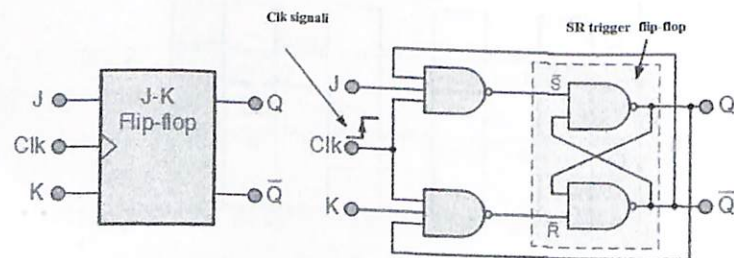 Clk signali
SR trigger flip-flop
J
Clk
K
J-K
Flip-flop
Q
Q̅
J
Clk
K
S̅
R̅
Q
Q̅